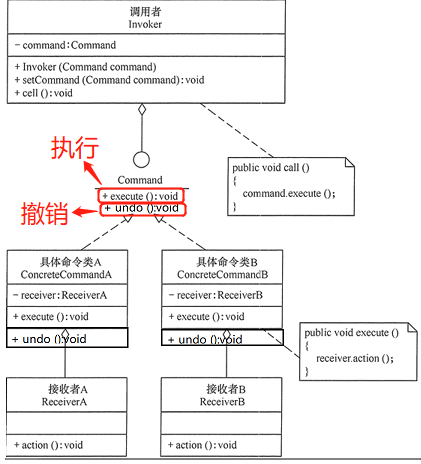 调用者
Invoker
- command:Command
+ Invoker (Command command)
+ setCommand (Command command):void
+ cell ():void
执行
Command
+ execute ():void
撤销
+ undo ():void
public void call ()
{
command.execute ();
}
具体命令类A
ConcreteCommandA
- receiver:ReceiverA
+ execute ():void
+ undo ():void
具体命令类B
ConcreteCommandB
- receiver:ReceiverB
+ execute ():void
+ undo ():void
public void execute ()
{
receiver.action ();
}
接收者A
ReceiverA
+ action ():void
接收者B
ReceiverB
+ action ():void